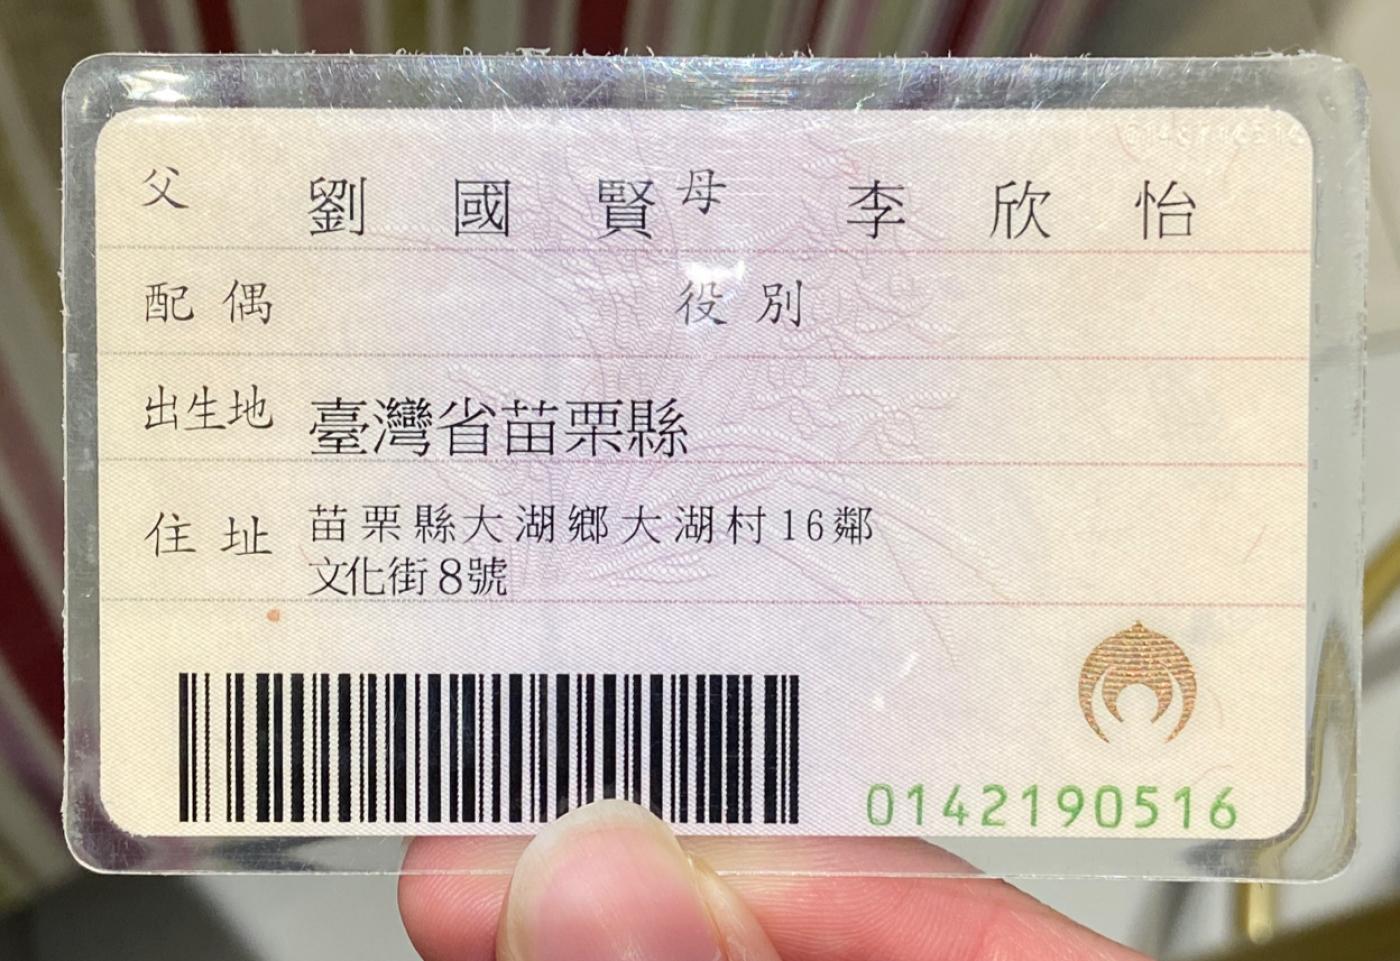 父 劉國賢 母 李欣怡
配偶 役別
出生地 臺灣省苗栗縣
住址 苗栗縣大湖鄉大湖村16鄰
文化街8號
0142190516